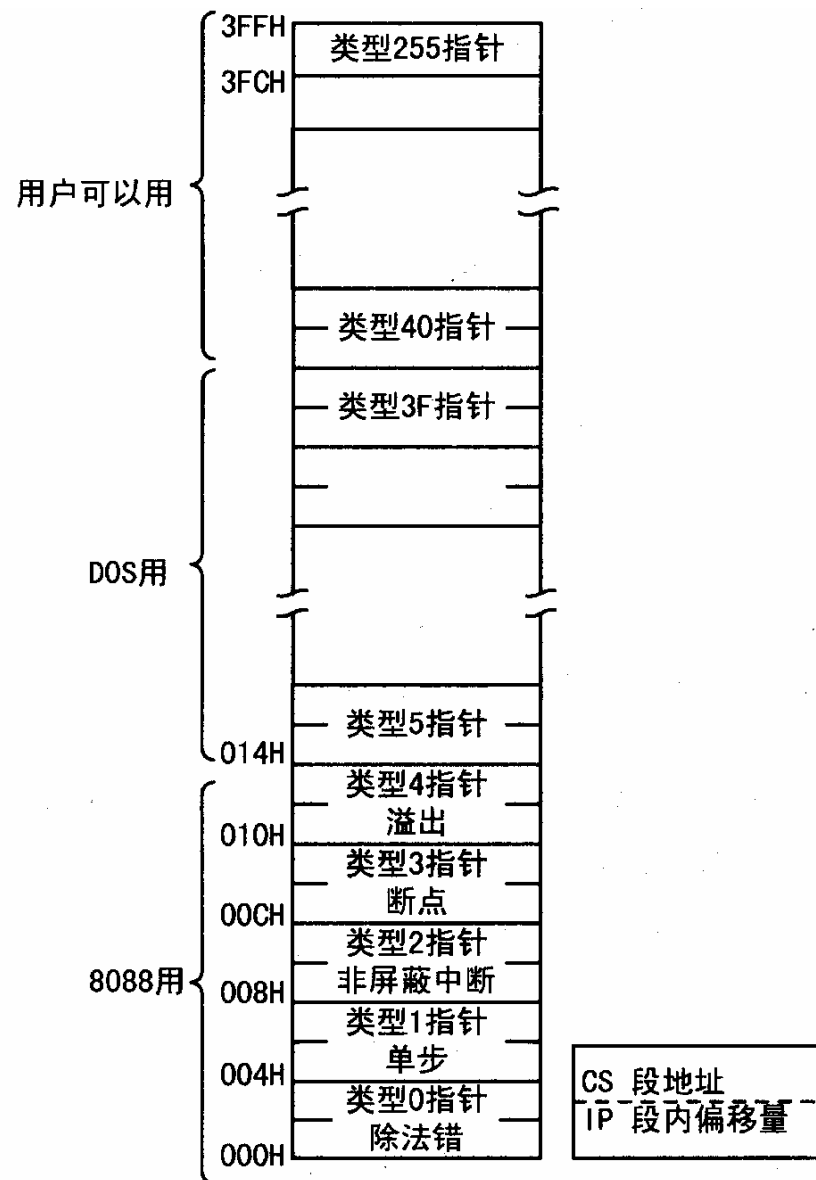 3FFH
类型255指针
3FCH
用户可以用
类型40指针
类型3F指针
DOS用
类型5指针
014H
类型4指针
溢出
010H
类型3指针
断点
00CH
类型2指针
非屏蔽中断
008H
8088用
类型1指针
单步
004H
类型0指针
除法错
000H
CS 段地址
IP 段内偏移量